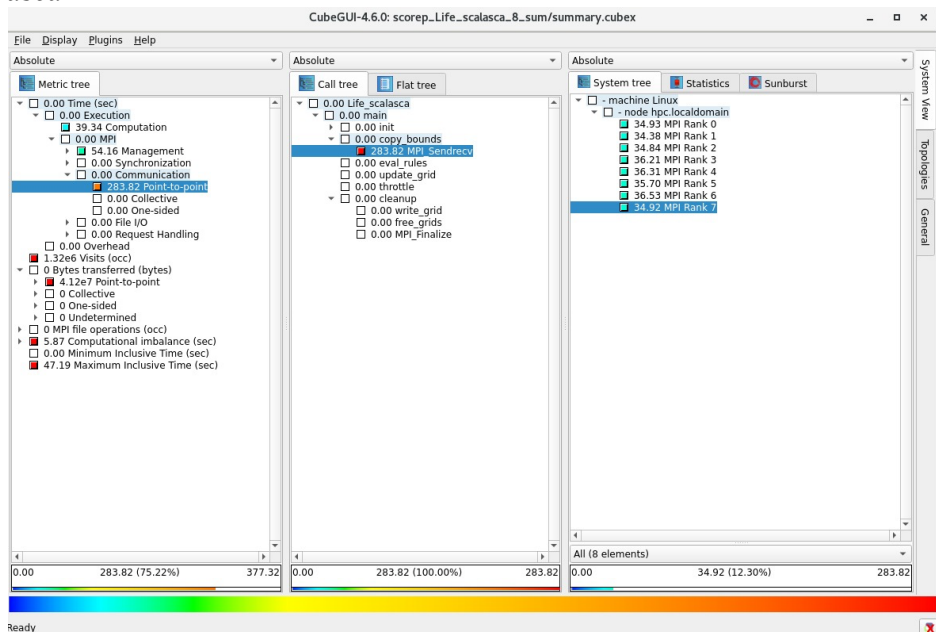 CubeGUI-4.6.0: scorep_Life_scalasca_8_sum/summary.cubex
File Display Plugins Help
Absolute
Metric tree
0.00 Time (sec)
0.00 Execution
39.34 Computation
0.00 MPI
54.16 Management
0.00 Synchronization
0.00 Communication
283.82 Point-to-point
0.00 Collective
0.00 One-sided
0.00 File I/O
0.00 Request Handling
0.00 Overhead
1.32e6 Visits (occ)
0 Bytes transferred (bytes)
4.12e7 Point-to-point
0 Collective
0 One-sided
0 Undetermined
0 MPI file operations (occ)
5.87 Computational imbalance (sec)
0.00 Minimum Inclusive Time (sec)
47.19 Maximum Inclusive Time (sec)
0.00 283.82 (75.22%) 377.32
Absolute
Call tree Flat tree
0.00 Life_scalasca
0.00 main
0.00 init
0.00 copy_bounds
283.82 MPI_Sendrecv
0.00 eval_rules
0.00 update_grid
0.00 throttle
0.00 cleanup
0.00 write_grid
0.00 free_grids
0.00 MPI_Finalize
0.00 283.82 (100.00%) 283.82
Absolute
System tree Statistics Sunburst
- machine Linux
- node hpc.localdomain
34.93 MPI Rank 0
34.38 MPI Rank 1
34.84 MPI Rank 2
36.21 MPI Rank 3
36.31 MPI Rank 4
35.70 MPI Rank 5
36.53 MPI Rank 6
34.92 MPI Rank 7
All (8 elements)
0.00 34.92 (12.30%) 283.82
System View
Topologies
General
Ready